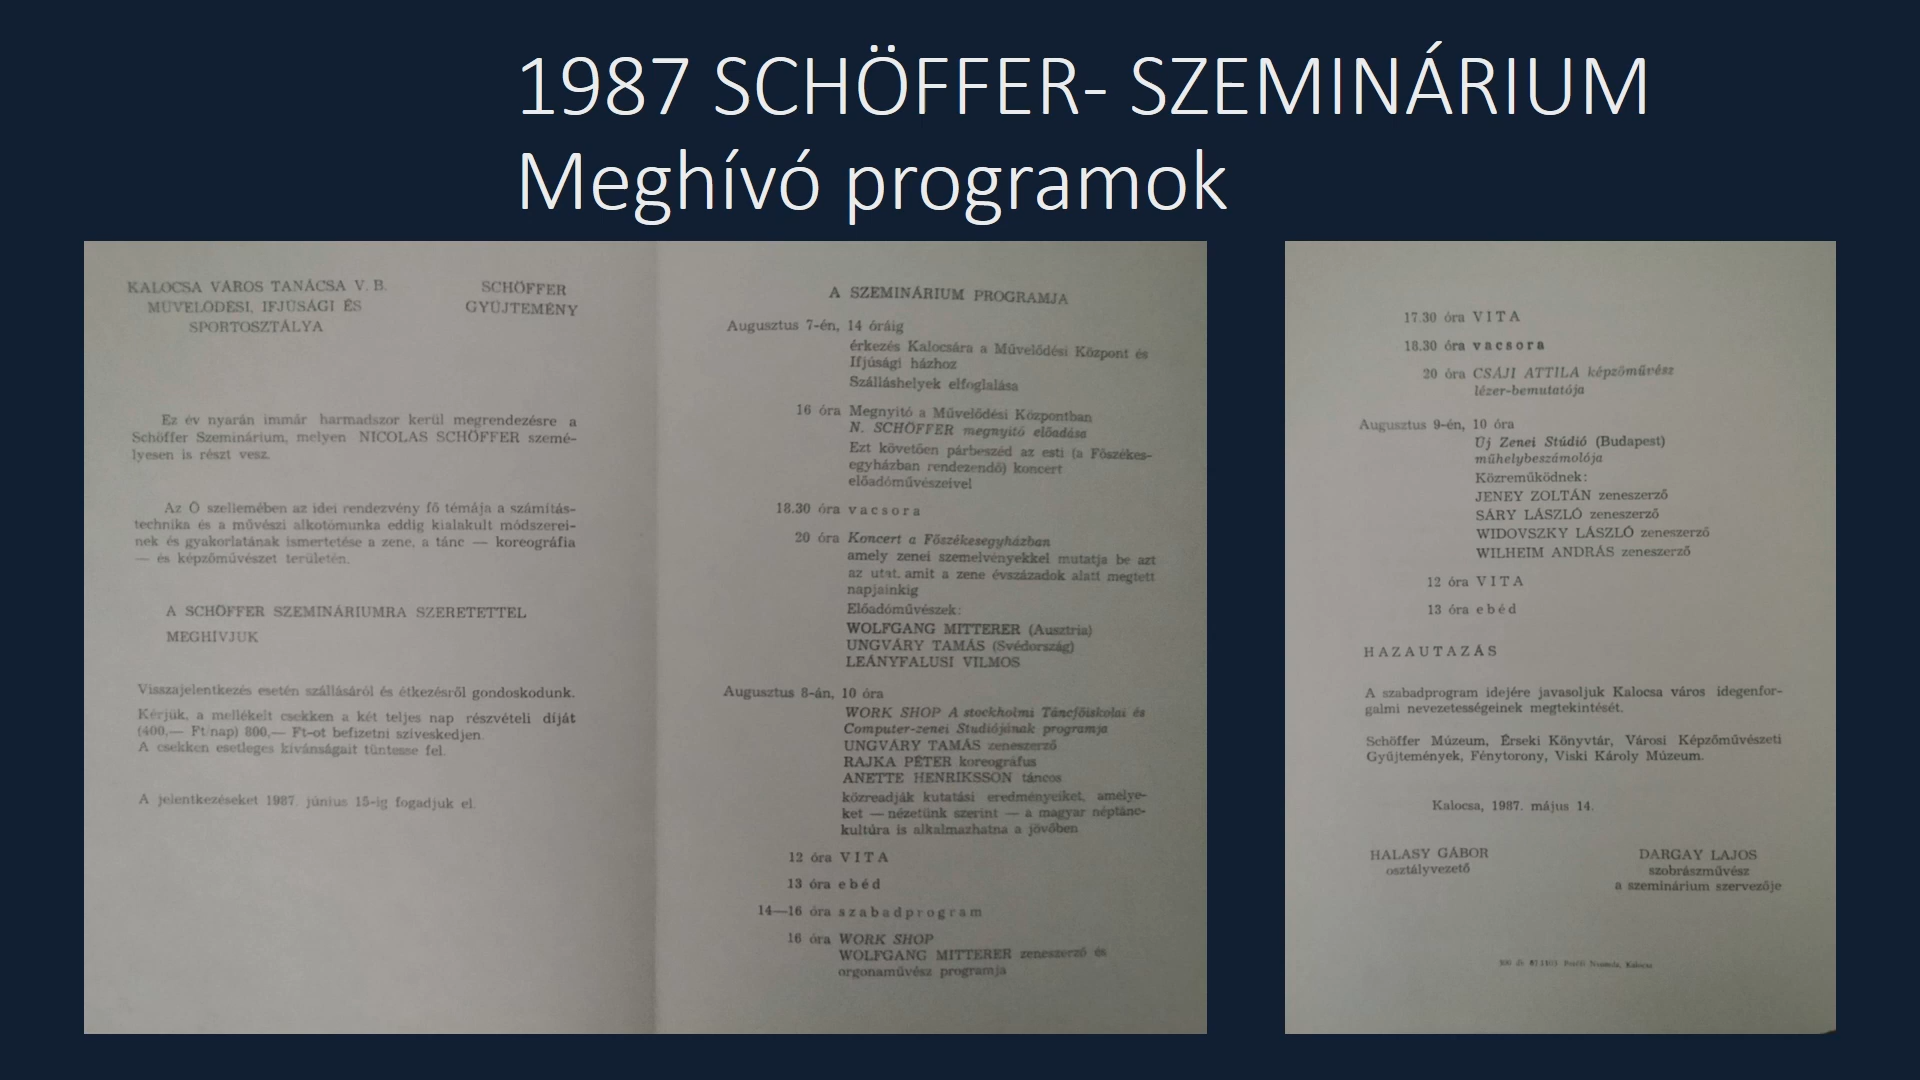 1987 SCHÖFFER- SZEMINÁRIUM
Meghívó programok
KALOCSA VÁROS TANÁCSA V. B.
MŰVELŐDÉSI, IFJÚSÁGI ÉS
SPORTOSZTÁLYA
SCHÖFFER
GYŰJTEMÉNY
Ez év nyarán immár harmadszor kerül megrendezésre a
Schöffer Szeminárium, melyen NICOLAS SCHÖFFER szemé-
lyesen is részt vesz.
Az Ő szellemében az idei rendezvény fő témája a számítás-
technika és a művészi alkotómunka eddig kialakult módszerei-
nek és gyakorlatának ismertetése a zene, a tánc — koreográfia
— és képzőművészet területén.
A SCHÖFFER SZEMINÁRIUMRA SZERETETTEL
MEGHÍVJUK
Visszajelentkezés esetén szállásáról és étkezésről gondoskodunk.
Kérjük, a mellékelt csekken a két teljes nap részvételi díját
(400,— Ft/nap) 800,— Ft-ot befizetni szíveskedjen.
A csekken esetleges kívánságait tüntesse fel.
A jelentkezéseket 1987. június 15-ig fogadjuk el.
A SZEMINÁRIUM PROGRAMJA
Augusztus 7-én, 14 óráig
érkezés Kalocsára a Művelődési Központ és
Ifjúsági házhoz
Szálláshelyek elfoglalása
16 óra Megnyitó a Művelődési Központban
N. SCHÖFFER megnyitó előadása
Ezt követően párbeszéd az esti (a Főszékes-
egyházban rendezendő) koncert
előadóművészeivel
18.30 óra vacsora
20 óra Koncert a Főszékesegyházban
amely zenei szemelvényekkel mutatja be azt
az utat, amit a zene évszázadok alatt megtett
napjainkig
Előadóművészek:
WOLFGANG MITTERER (Ausztria)
UNGVÁRY TAMÁS (Svédország)
LEÁNYFALUSI VILMOS
Augusztus 8-án, 10 óra
WORK SHOP A stockholmi Táncfőiskolai és
Computer-zenei Studiójának programja
UNGVÁRY TAMÁS zeneszerző
RAJKA PÉTER koreográfus
ANETTE HENRIKSSON táncos
közreadják kutatási eredményeiket, amelye-
ket — nézetünk szerint — a magyar néptánc-
kultúra is alkalmazhatna a jövőben
12 óra VITA
13 óra ebéd
14—16 óra szabadprogram
16 óra WORK SHOP
WOLFGANG MITTERER zeneszerző és
orgonaművész programja
17.30 óra VITA
18.30 óra vacsora
20 óra CSÁJI ATTILA képzőművész
lézer-bemutatója
Augusztus 9-én, 10 óra
Új Zenei Stúdió (Budapest)
műhelybeszámolója
Közreműködnek:
JENEY ZOLTÁN zeneszerző
SÁRY LÁSZLÓ zeneszerző
WIDOVSZKY LÁSZLÓ zeneszerző
WILHEIM ANDRÁS zeneszerző
12 óra VITA
13 óra ebéd
HAZAUTAZÁS
A szabadprogram idejére javasoljuk Kalocsa város idegenfor-
galmi nevezetességeinek megtekintését.
Schöffer Múzeum, Érseki Könyvtár, Városi Képzőművészeti
Gyűjtemények, Fénytorony, Viski Károly Múzeum.
Kalocsa, 1987. május 14.
HALASY GÁBOR
osztályvezető
DARGAY LAJOS
szobrászművész
a szeminárium szervezője
Kalocsa